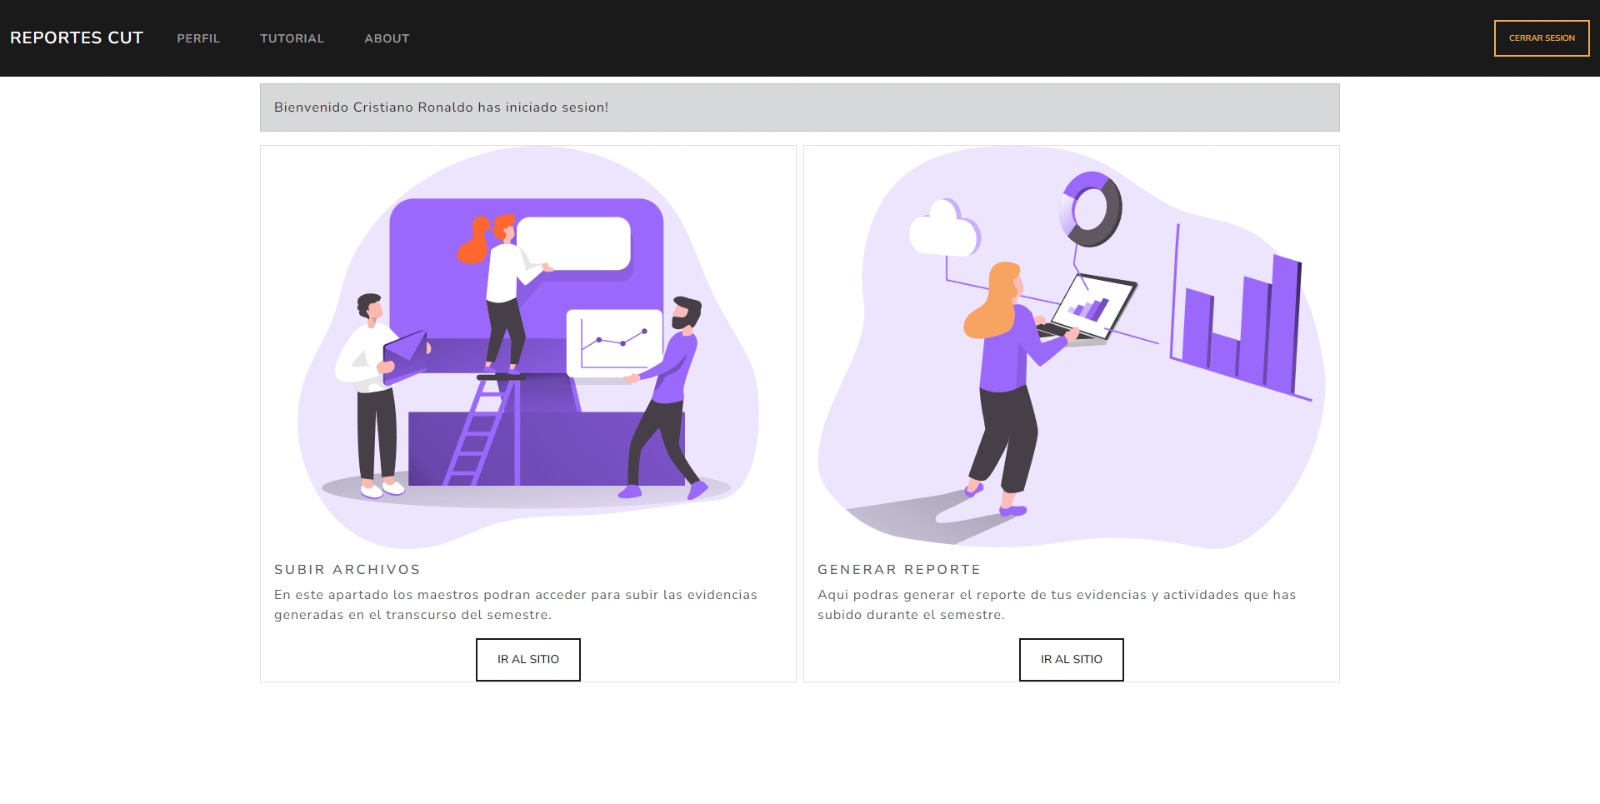 REPORTES CUT PERFIL TUTORIAL ABOUT CERRAR SESION
Bienvenido Cristiano Ronaldo has iniciado sesion!
SUBIR ARCHIVOS
En este apartado los maestros podran acceder para subir las evidencias
generadas en el transcurso del semestre.
IR AL SITIO
GENERAR REPORTE
Aqui podras generar el reporte de tus evidencias y actividades que has
subido durante el semestre.
IR AL SITIO